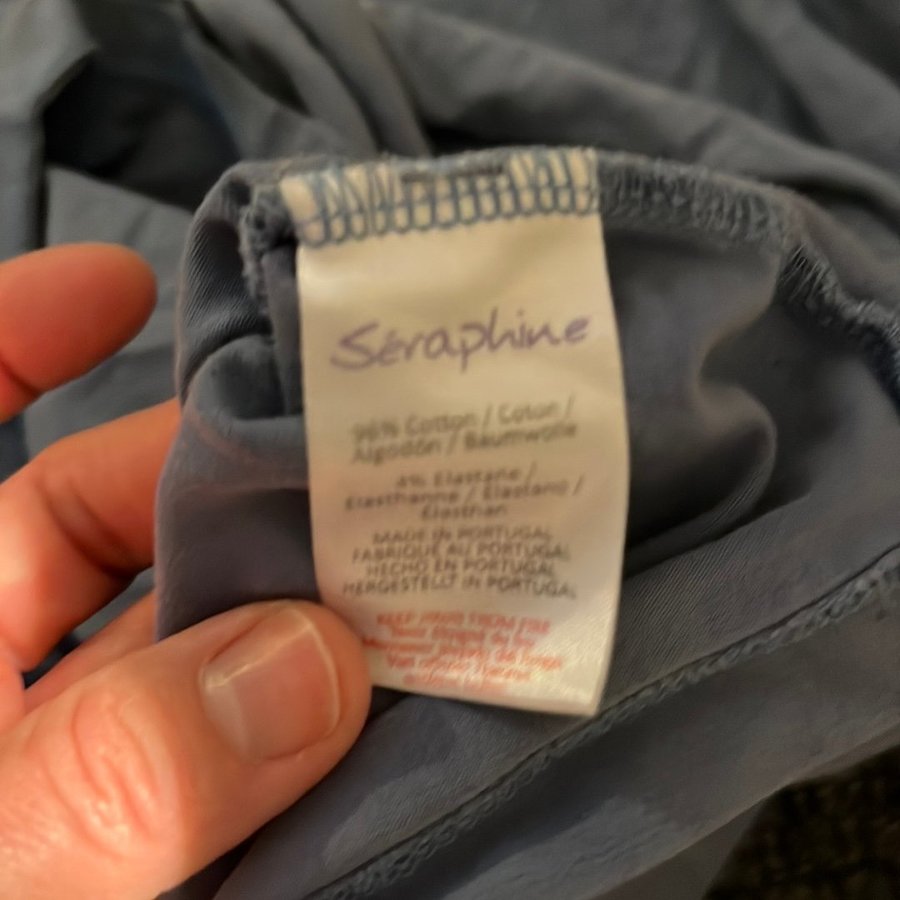 Séraphine
96% Cotton / Coton /
Algodón / Baumwolle
4% Elastane /
Elasthanne / Elastano /
Elasthan
MADE IN PORTUGAL
FABRIQUÉ AU PORTUGAL
HECHO EN PORTUGAL
HERGESTELLT IN PORTUGAL
KEEP AWAY FROM FIRE